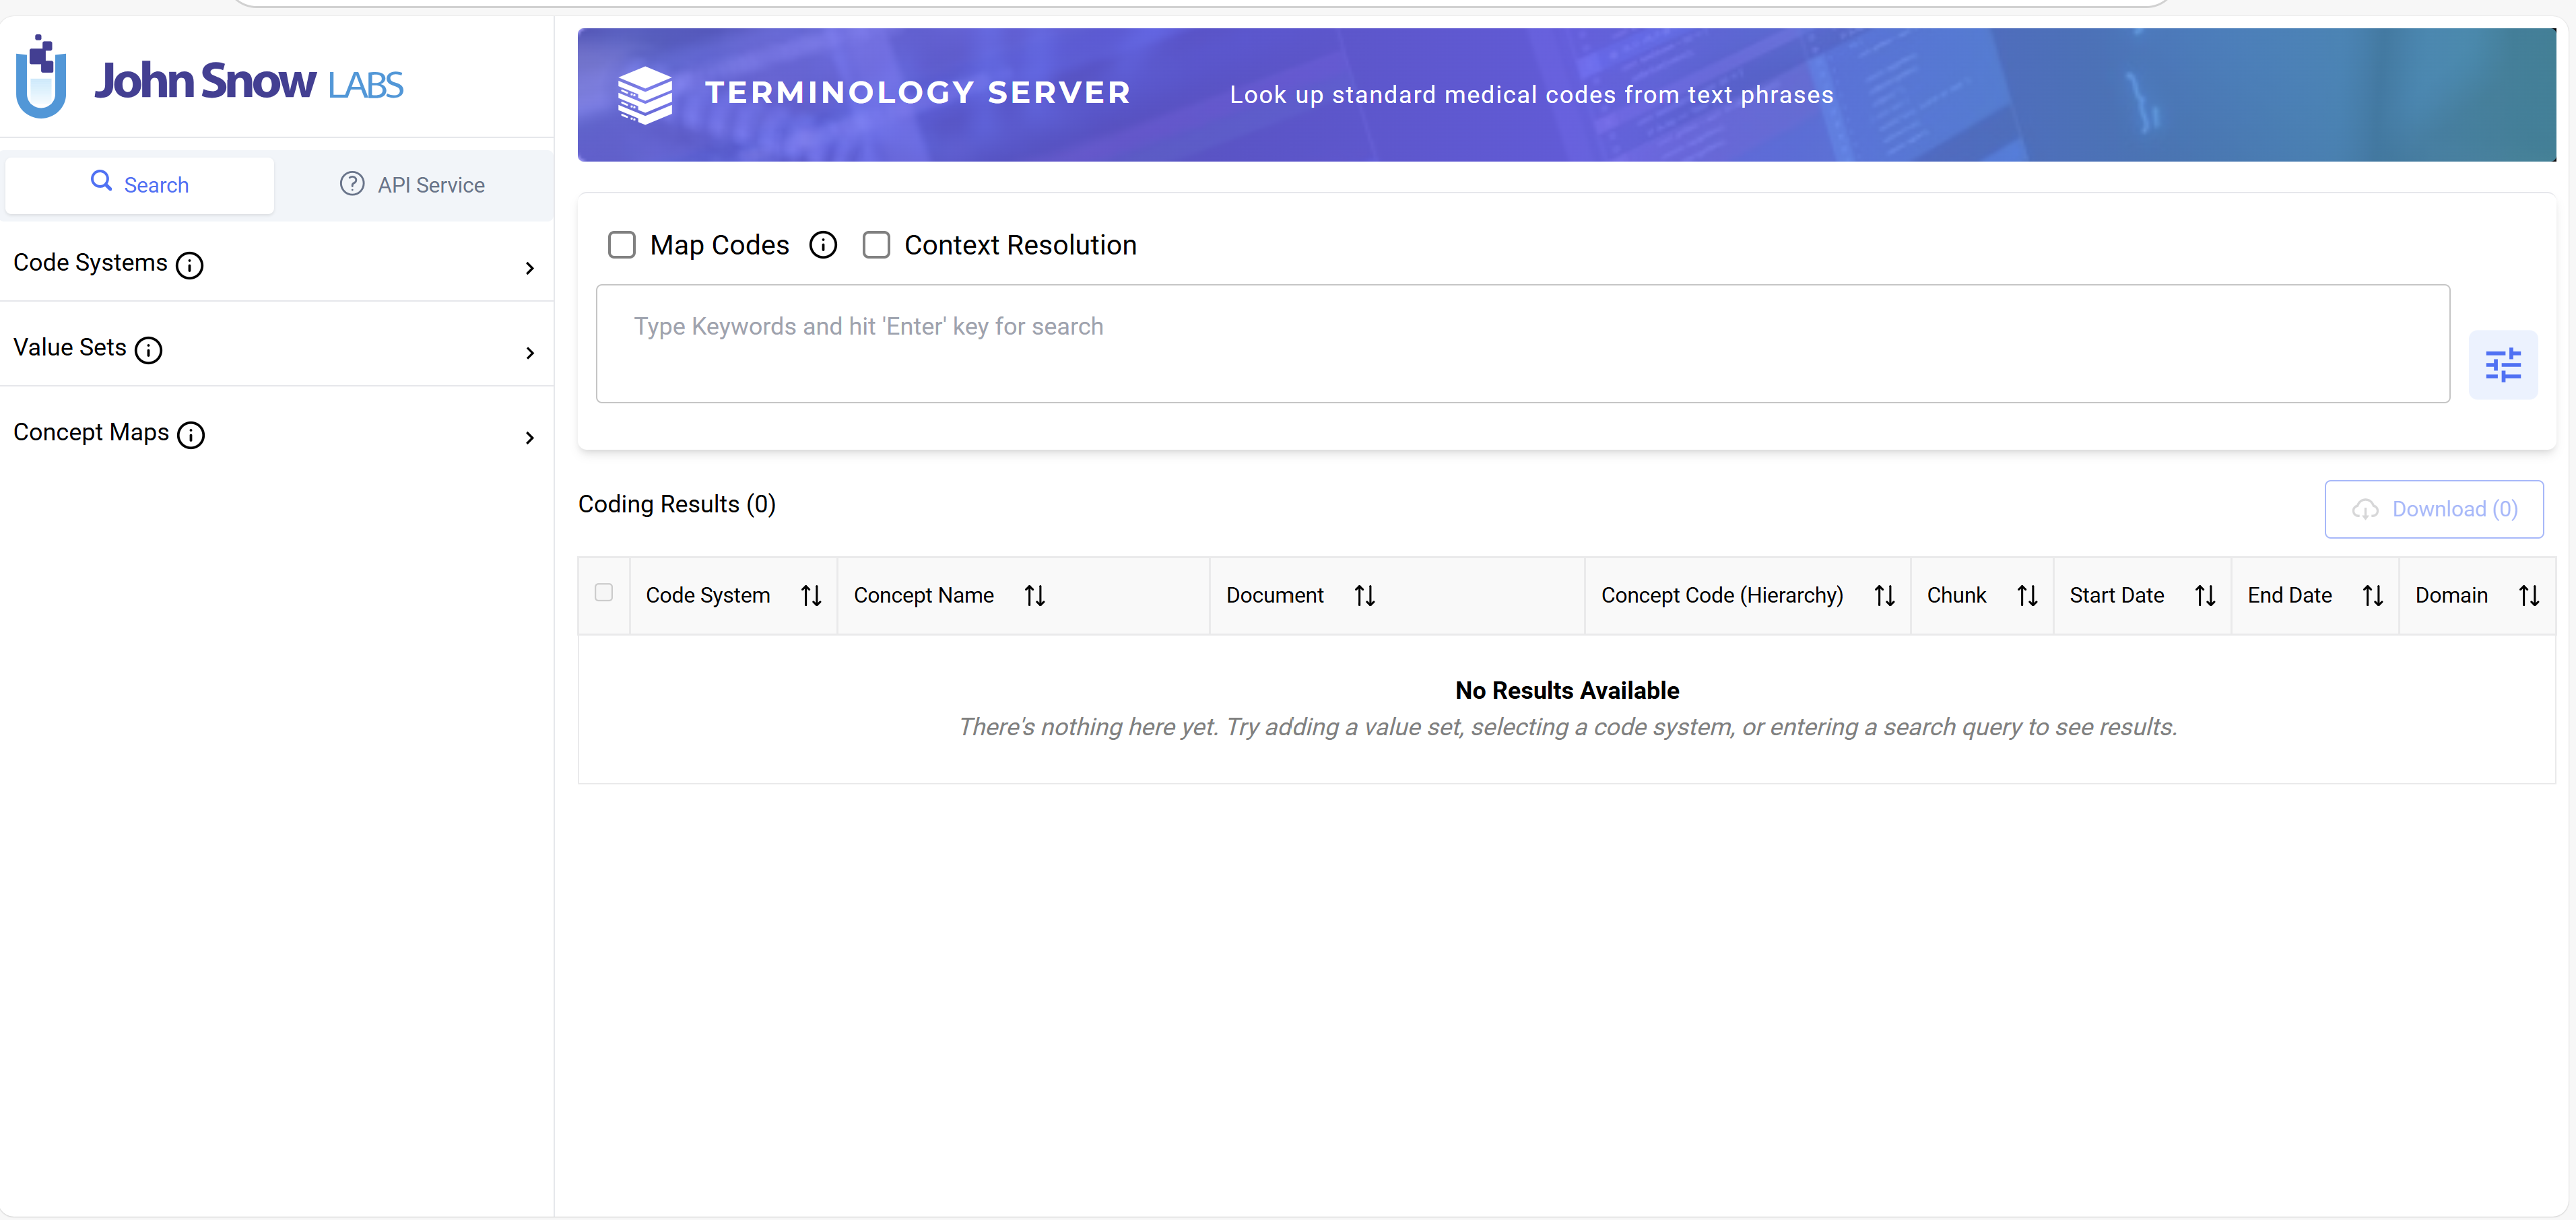 John Snow LABS
TERMINOLOGY SERVER
Look up standard medical codes from text phrases
Search
API Service
Code Systems
Value Sets
Concept Maps
Map Codes
Context Resolution
Type Keywords and hit 'Enter' key for search
Coding Results (0)
Download (0)
Code System
Concept Name
Document
Concept Code (Hierarchy)
Chunk
Start Date
End Date
Domain
No Results Available
There's nothing here yet. Try adding a value set, selecting a code system, or entering a search query to see results.